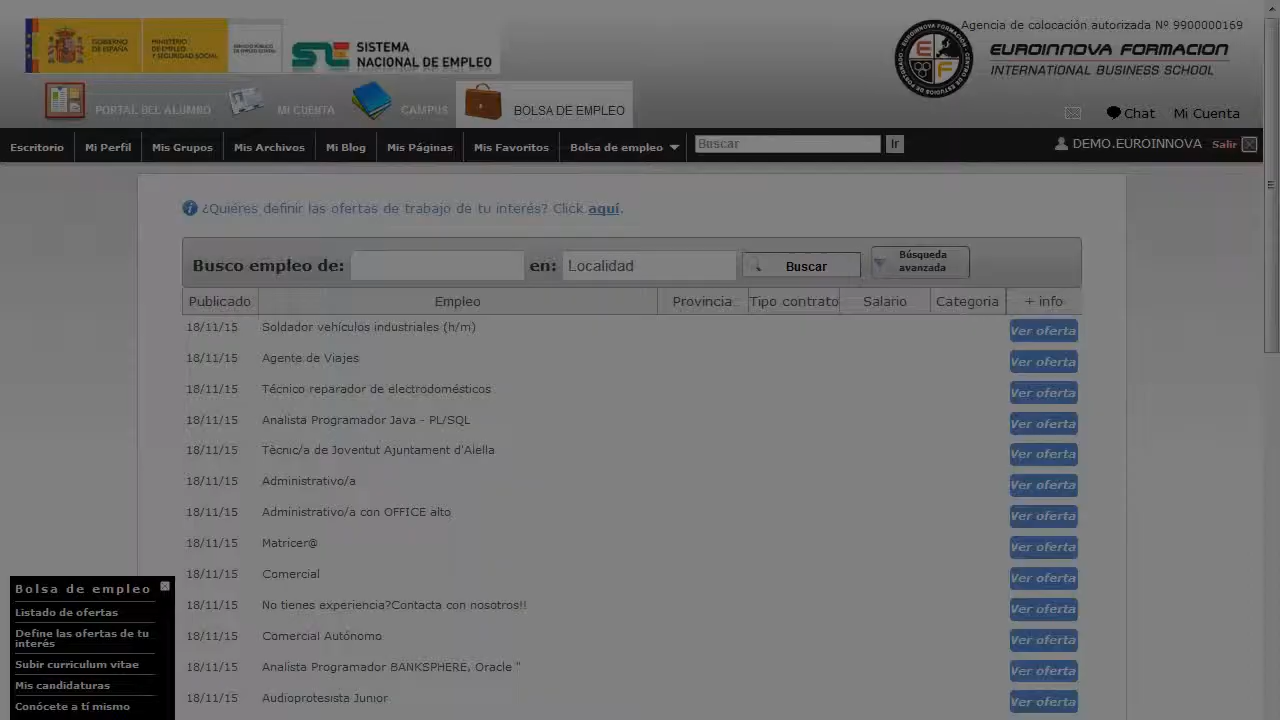 Agencia de colocación autorizada Nº 9900000169
GOBIERNO DE ESPAÑA
MINISTERIO DE EMPLEO Y SEGURIDAD SOCIAL
SERVICIO PÚBLICO DE EMPLEO ESTATAL
SISTEMA NACIONAL DE EMPLEO
EUROINNOVA FORMACION
INTERNATIONAL BUSINESS SCHOOL
PORTAL DEL ALUMNO
MI CUENTA
CAMPUS
BOLSA DE EMPLEO
Chat
Mi Cuenta
Escritorio
Mi Perfil
Mis Grupos
Mis Archivos
Mi Blog
Mis Páginas
Mis Favoritos
Bolsa de empleo
Buscar
Ir
DEMO.EUROINNOVA
Salir
¿Quieres definir las ofertas de trabajo de tu interés? Click aquí.
Busco empleo de:
en:
Localidad
Buscar
Búsqueda avanzada
Publicado Empleo Provincia Tipo contrato Salario Categoria + info
18/11/15 Soldador vehículos industriales (h/m) Ver oferta
18/11/15 Agente de Viajes Ver oferta
18/11/15 Técnico reparador de electrodomésticos Ver oferta
18/11/15 Analista Programador Java - PL/SQL Ver oferta
18/11/15 Tècnic/a de Joventut Ajuntament d'Alella Ver oferta
18/11/15 Administrativo/a Ver oferta
18/11/15 Administrativo/a con OFFICE alto Ver oferta
18/11/15 Matricer@ Ver oferta
18/11/15 Comercial Ver oferta
18/11/15 No tienes experiencia?Contacta con nosotros!! Ver oferta
18/11/15 Comercial Autónomo Ver oferta
18/11/15 Analista Programador BANKSPHERE, Oracle " Ver oferta
18/11/15 Audioprotesista Junior Ver oferta
Bolsa de empleo
Listado de ofertas
Define las ofertas de tu
interés
Subir curriculum vitae
Mis candidaturas
Conócete a tí mismo